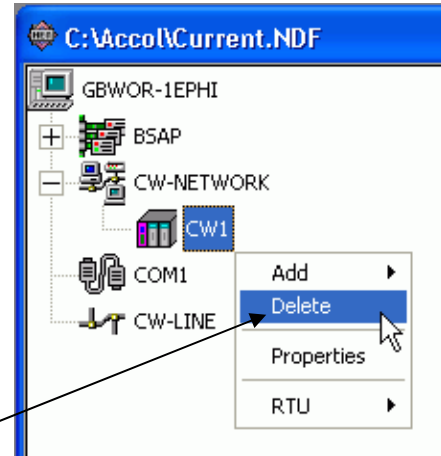 C:\Accol\Current.NDF
GBWOR-1EPHI
BSAP
CW-NETWORK
CW1
COM1
CW-LINE
Add
Delete
Properties
RTU